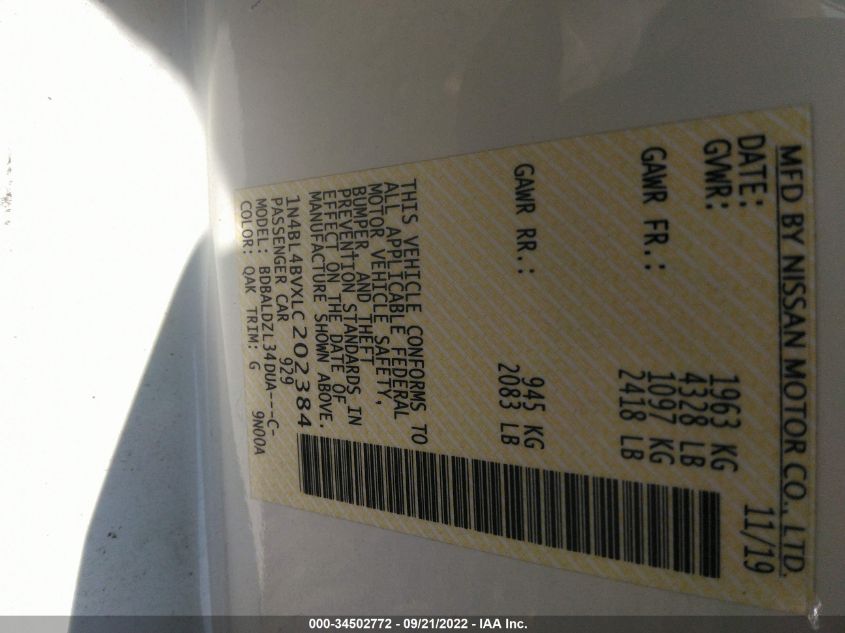 MFD BY NISSAN MOTOR CO., LTD.
DATE: 11/19
GVWR: 1963 KG
4328 LB
GAWR FR.: 1097 KG
2418 LB
GAWR RR.: 945 KG
2083 LB
THIS VEHICLE CONFORMS TO
ALL APPLICABLE FEDERAL
MOTOR VEHICLE SAFETY,
BUMPER, AND THEFT
PREVENTION STANDARDS IN
EFFECT ON THE DATE OF
MANUFACTURE SHOWN ABOVE.
1N4BL4BVXLC202384
PASSENGER CAR 929
MODEL: BDBALDZL34DUA---C-
COLOR: QAK TRIM: G 9N00A
000-34502772 - 09/21/2022 - IAA Inc.